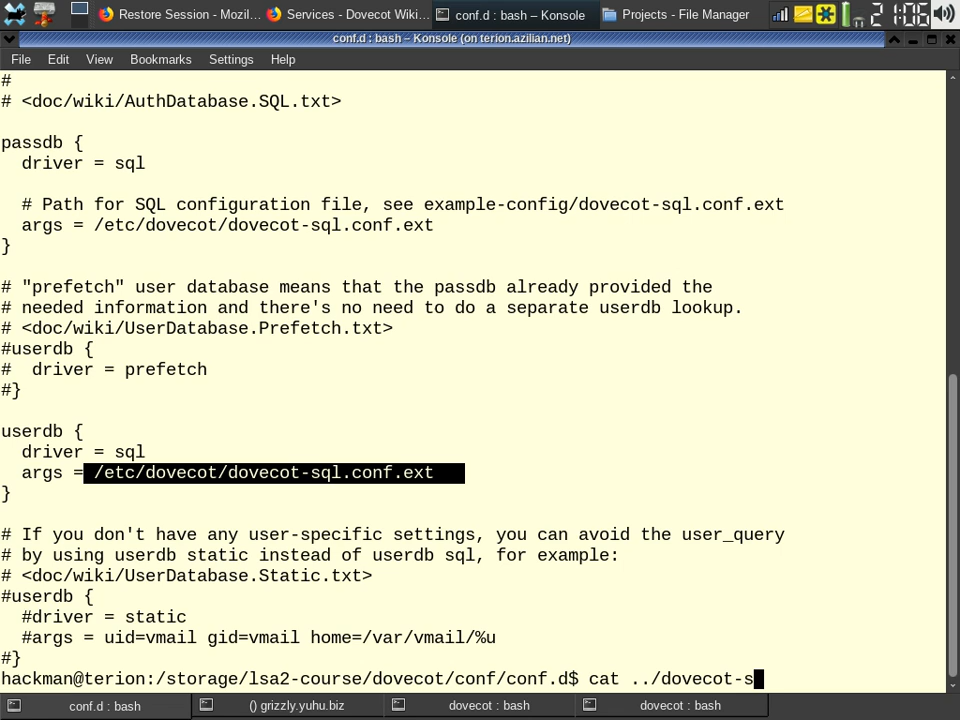 Restore Session - Mozil...
Services - Dovecot Wiki...
conf.d : bash – Konsole
Projects - File Manager
2
1:06
conf.d : bash – Konsole (on terion.azilian.net)
File Edit View Bookmarks Settings Help
#
# <doc/wiki/AuthDatabase.SQL.txt>
passdb {
  driver = sql
  # Path for SQL configuration file, see example-config/dovecot-sql.conf.ext
  args = /etc/dovecot/dovecot-sql.conf.ext
}
# "prefetch" user database means that the passdb already provided the
# needed information and there's no need to do a separate userdb lookup.
# <doc/wiki/UserDatabase.Prefetch.txt>
#userdb {
#  driver = prefetch
#}
userdb {
  driver = sql
  args = /etc/dovecot/dovecot-sql.conf.ext
}
# If you don't have any user-specific settings, you can avoid the user_query
# by using userdb static instead of userdb sql, for example:
# <doc/wiki/UserDatabase.Static.txt>
#userdb {
  #driver = static
  #args = uid=vmail gid=vmail home=/var/vmail/%u
#}
hackman@terion:/storage/lsa2-course/dovecot/conf/conf.d$ cat ../dovecot-s
conf.d : bash
() grizzly.yuhu.biz
dovecot : bash
dovecot : bash